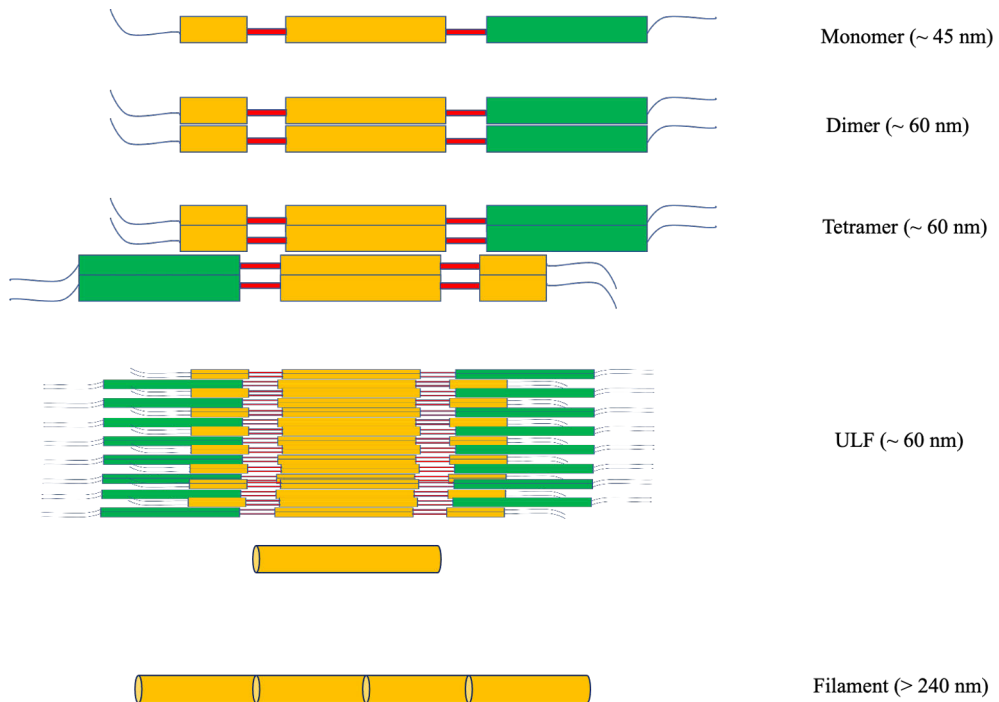 Monomer (~ 45 nm)
Dimer (~ 60 nm)
Tetramer (~ 60 nm)
ULF (~ 60 nm)
Filament (> 240 nm)